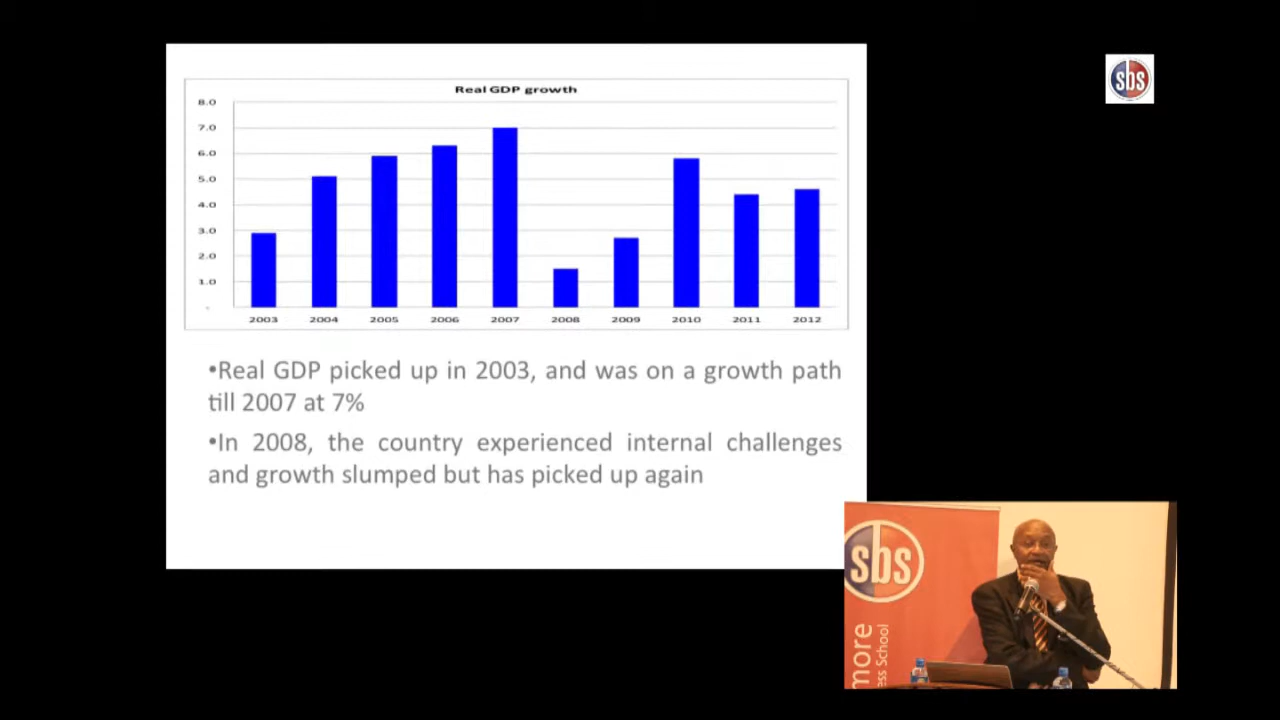 sbs
Real GDP growth
8.0
7.0
6.0
5.0
4.0
3.0
2.0
1.0
-
2003 2004 2005 2006 2007 2008 2009 2010 2011 2012
•Real GDP picked up in 2003, and was on a growth path
till 2007 at 7%
•In 2008, the country experienced internal challenges
and growth slumped but has picked up again
sbs
more
ess School